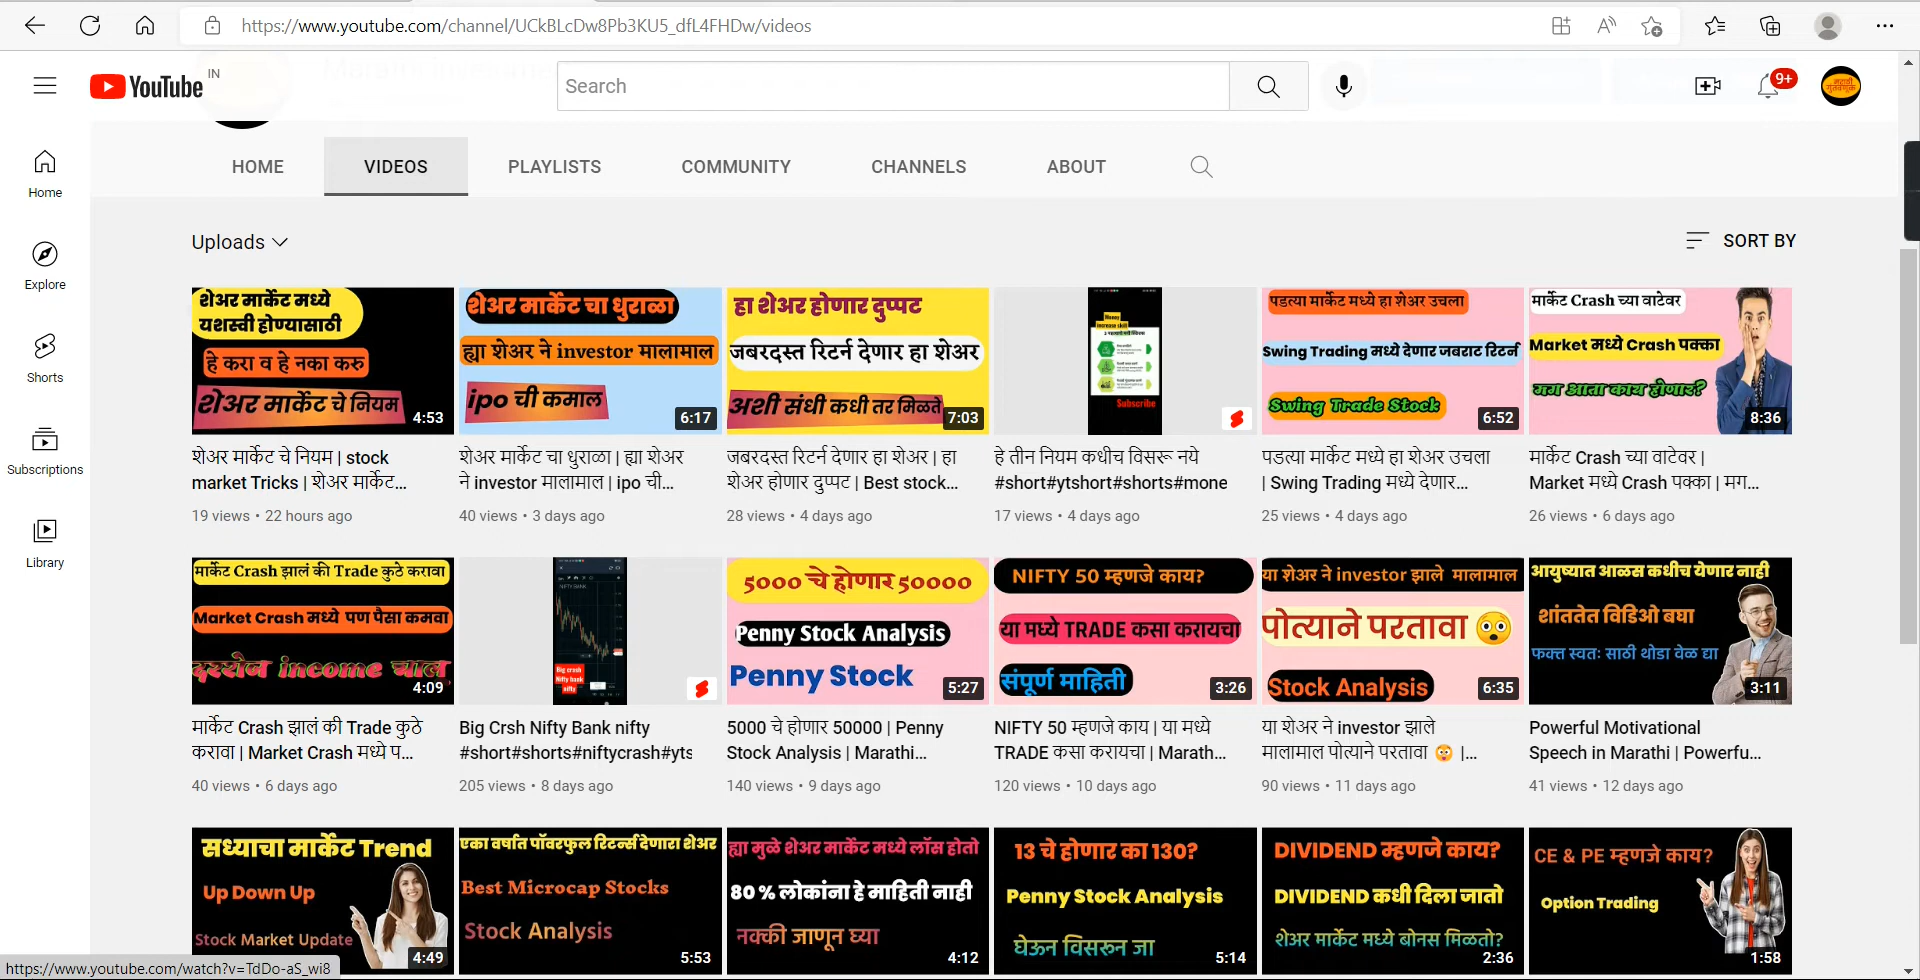 https://www.youtube.com/channel/UCkBLcDw8Pb3KU5_dfL4FHDw/videos
YouTube IN
Search
9+
HOME VIDEOS PLAYLISTS COMMUNITY CHANNELS ABOUT
Home
Explore
Shorts
Subscriptions
Library
Uploads
SORT BY
शेअर मार्केट मध्ये
यशस्वी होण्यासाठी
हे करा व हे नका करु
शेअर मार्केट चे नियम
4:53
शेअर मार्केट चा धुराळा
ह्या शेअर ने investor मालामाल
ipo ची कमाल
6:17
हा शेअर होणार दुप्पट
जबरदस्त रिटर्न देणार हा शेअर
अशी संधी कधी तर मिळते
7:03
Money
increase skill
Subscribe
पडत्या मार्केट मध्ये हा शेअर उचला
Swing Trading मध्ये देणार जबराट रिटर्न
Swing Trade Stock
6:52
मार्केट Crash च्या वाटेवर
Market मध्ये Crash पक्का
मग आता काय होणार?
8:36
शेअर मार्केट चे नियम | stock
market Tricks | शेअर मार्केट...
19 views • 22 hours ago
शेअर मार्केट चा धुराळा | ह्या शेअर
ने investor मालामाल | ipo ची...
40 views • 3 days ago
जबरदस्त रिटर्न देणार हा शेअर | हा
शेअर होणार दुप्पट | Best stock...
28 views • 4 days ago
हे तीन नियम कधीच विसरू नये
#short#ytshort#shorts#mone
17 views • 4 days ago
पडत्या मार्केट मध्ये हा शेअर उचला
| Swing Trading मध्ये देणार...
25 views • 4 days ago
मार्केट Crash च्या वाटेवर |
Market मध्ये Crash पक्का | मग...
26 views • 6 days ago
मार्केट Crash झालं की Trade कुठे करावा
Market Crash मध्ये पण पैसा कमवा
दररोज income चालू
4:09
NIFTY BANK
Big crash
Nifty bank
nifty
5000 चे होणार 50000
Penny Stock Analysis
Penny Stock
5:27
NIFTY 50 म्हणजे काय?
या मध्ये TRADE कसा करायचा
संपूर्ण माहिती
3:26
या शेअर ने investor झाले मालामाल
पोत्याने परतावा 😳
Stock Analysis
6:35
आयुष्यात आळस कधीच येणार नाही
शांततेत विडिओ बघा
फक्त स्वतः साठी थोडा वेळ द्या
3:11
मार्केट Crash झालं की Trade कुठे
करावा | Market Crash मध्ये प...
40 views • 6 days ago
Big Crsh Nifty Bank nifty
#short#shorts#niftycrash#yts
205 views • 8 days ago
5000 चे होणार 50000 | Penny
Stock Analysis | Marathi...
140 views • 9 days ago
NIFTY 50 म्हणजे काय | या मध्ये
TRADE कसा करायचा | Marath...
120 views • 10 days ago
या शेअर ने investor झाले
मालामाल पोत्याने परतावा 😳 |...
90 views • 11 days ago
Powerful Motivational
Speech in Marathi | Powerfu...
41 views • 12 days ago
सध्याचा मार्केट Trend
Up Down Up
Stock Market Update
4:49
एका वर्षात पॉवरफुल रिटर्न्स देणारा शेअर
Best Microcap Stocks
Stock Analysis
5:53
ह्या मुळे शेअर मार्केट मध्ये लॉस होतो
80 % लोकांना हे माहिती नाही
नक्की जाणून घ्या
4:12
13 चे होणार का 130?
Penny Stock Analysis
घेऊन विसरून जा
5:14
DIVIDEND म्हणजे काय?
DIVIDEND कधी दिला जातो
शेअर मार्केट मध्ये बोनस मिळतो?
2:36
CE & PE म्हणजे काय?
Option Trading
1:58
https://www.youtube.com/watch?v=TdDo-aS_wi8